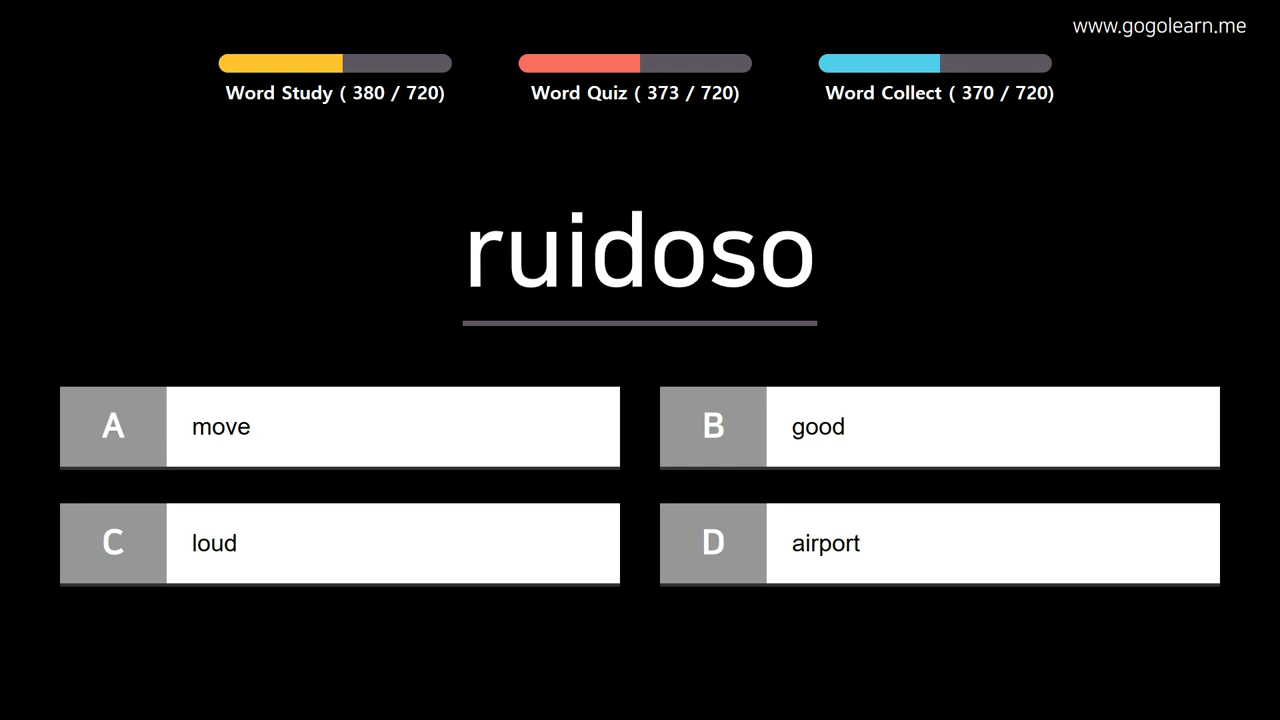 www.gogolearn.me
Word Study ( 380 / 720)
Word Quiz ( 373 / 720)
Word Collect ( 370 / 720)
ruidoso
A move
B good
C loud
D airport